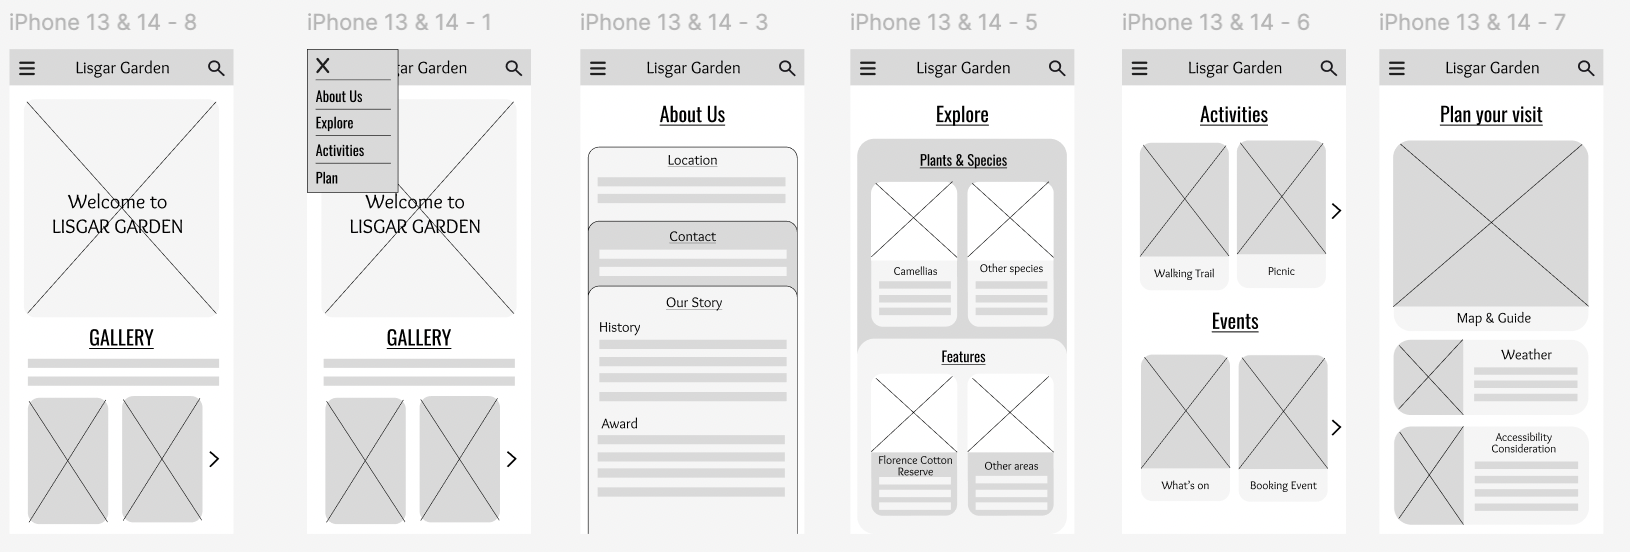 iPhone 13 & 14 - 8
Lisgar Garden
Welcome to
LISGAR GARDEN
GALLERY
iPhone 13 & 14 - 1
X
gar Garden
About Us
Explore
Activities
Plan
Welcome to
LISGAR GARDEN
GALLERY
iPhone 13 & 14 - 3
Lisgar Garden
About Us
Location
Contact
Our Story
History
Award
iPhone 13 & 14 - 5
Lisgar Garden
Explore
Plants & Species
Camellias
Other species
Features
Florence Cotton
Reserve
Other areas
iPhone 13 & 14 - 6
Lisgar Garden
Activities
Walking Trail
Picnic
Events
What's on
Booking Event
iPhone 13 & 14 - 7
Lisgar Garden
Plan your visit
Map & Guide
Weather
Accessibility
Consideration